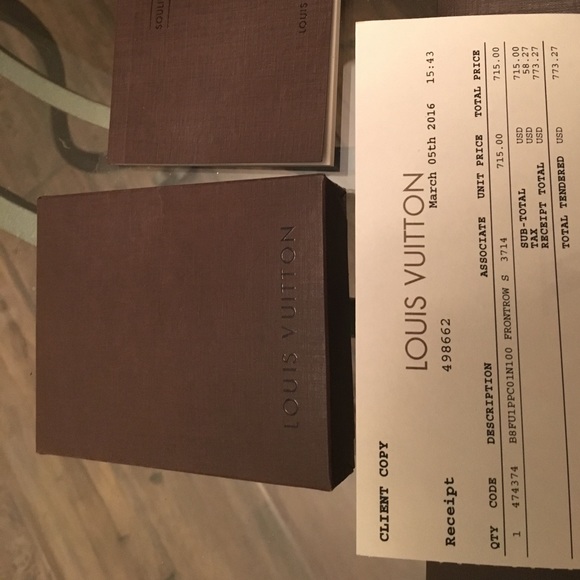 SOUL
LOUIS
LOUIS VUITTON
CLIENT COPY
LOUIS VUITTON
Receipt 498662 March 05th 2016 15:43
QTY CODE DESCRIPTION ASSOCIATE UNIT PRICE TOTAL PRICE
1 474374 B8FU1PPC01N100 FRONTROW S 3714 715.00 715.00
SUB-TOTAL USD 715.00
TAX USD 58.27
RECEIPT TOTAL USD 773.27
TOTAL TENDERED USD 773.27